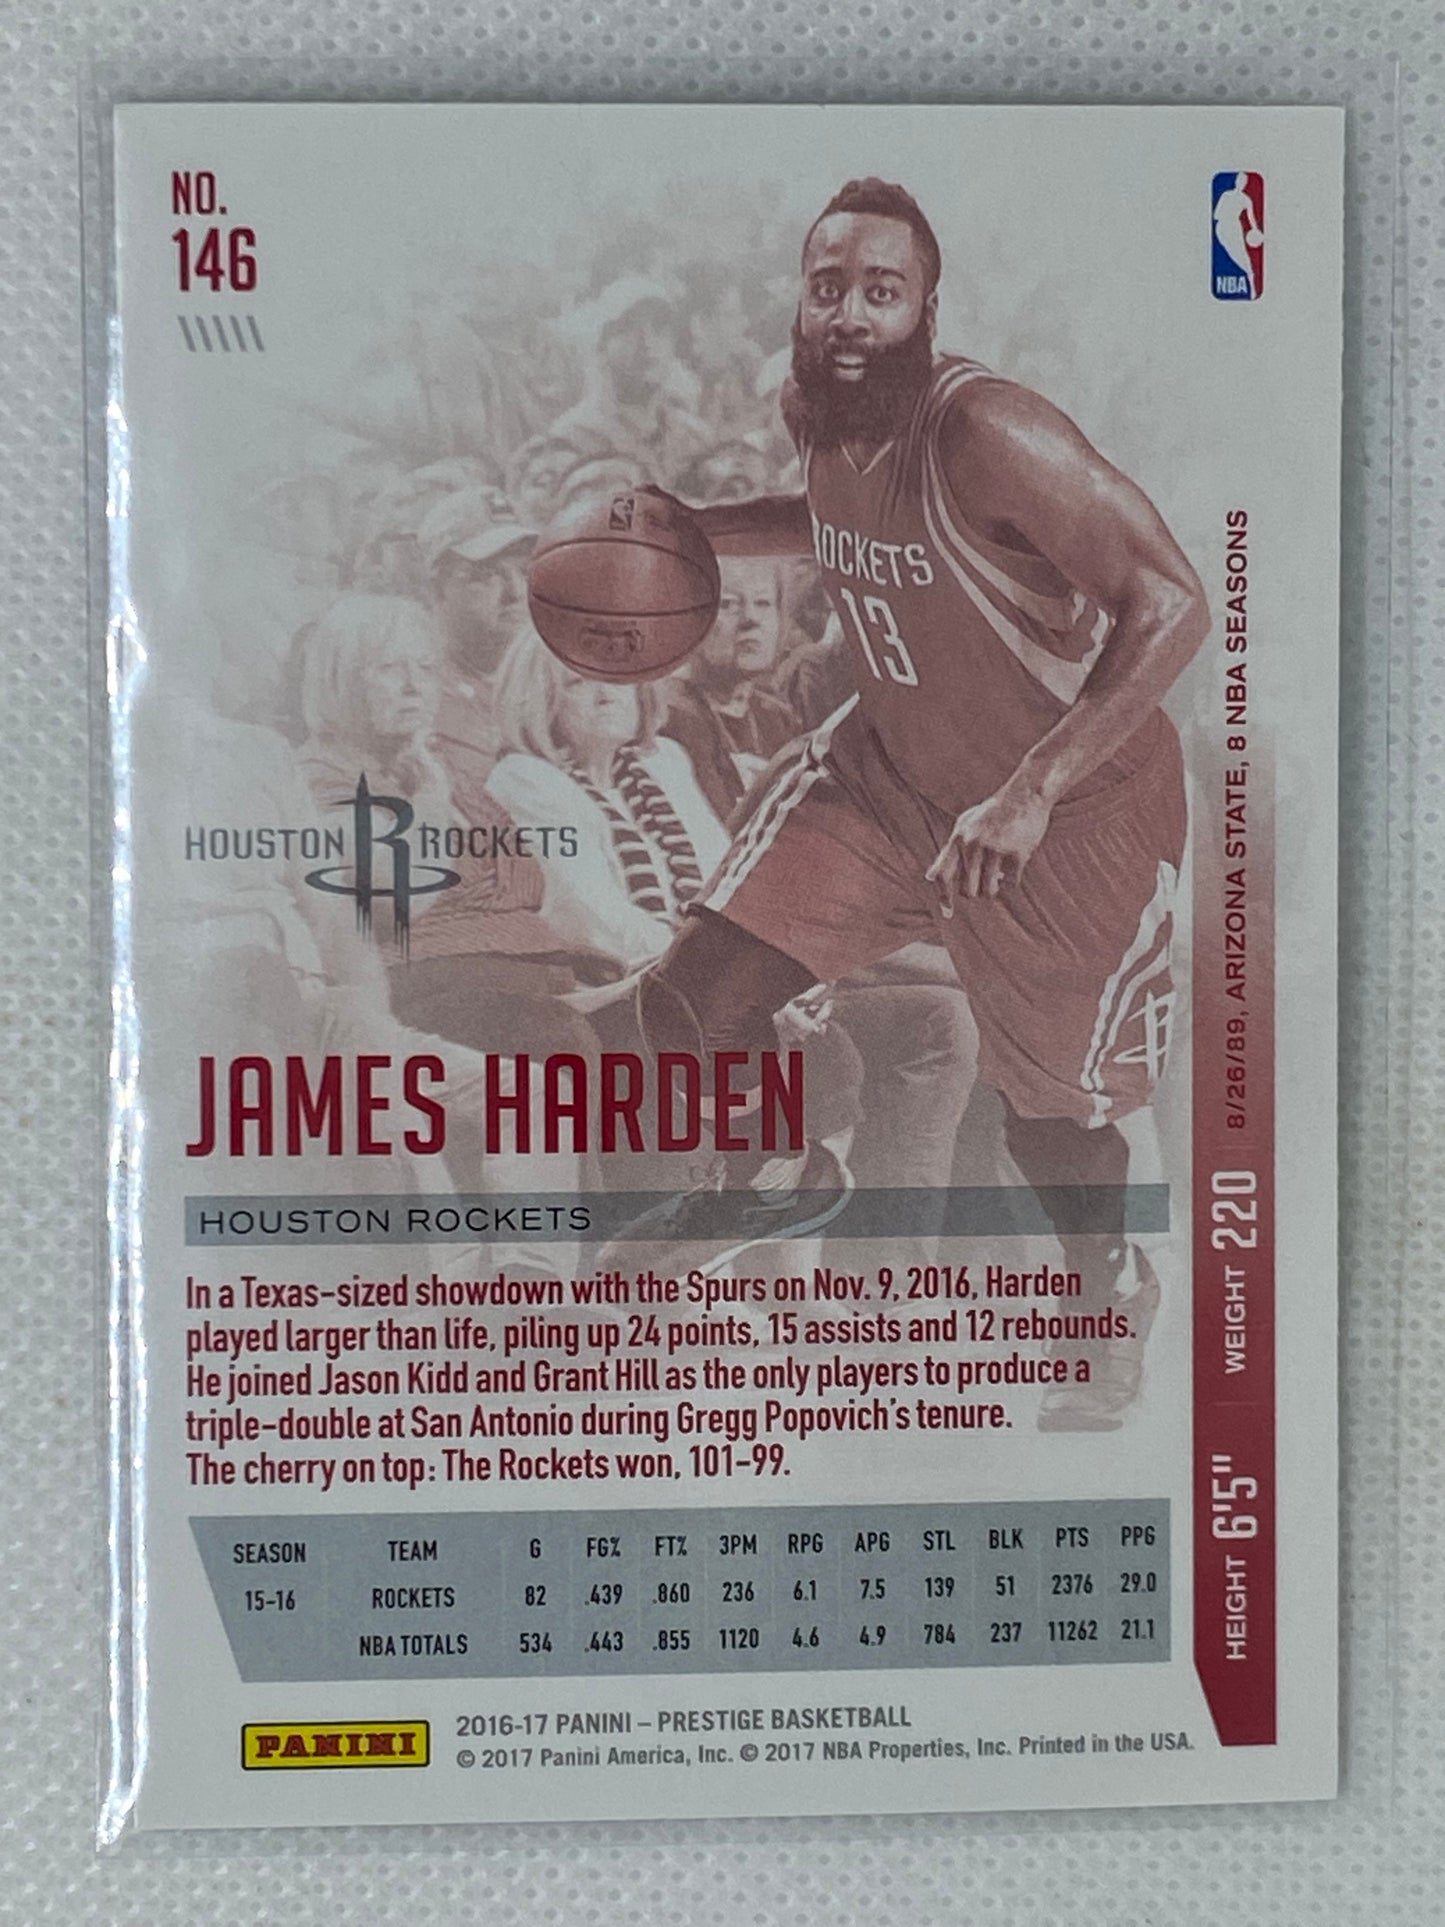 NO.
146
NBA
ROCKETS
13
HOUSTON R ROCKETS
JAMES HARDEN
HOUSTON ROCKETS
In a Texas-sized showdown with the Spurs on Nov. 9, 2016, Harden
played larger than life, piling up 24 points, 15 assists and 12 rebounds.
He joined Jason Kidd and Grant Hill as the only players to produce a
triple-double at San Antonio during Gregg Popovich's tenure.
The cherry on top: The Rockets won, 101-99.
SEASON TEAM G FG% FT% 3PM RPG APG STL BLK PTS PPG
15-16 ROCKETS 82 .439 .860 236 6.1 7.5 139 51 2376 29.0
NBA TOTALS 534 .443 .855 1120 4.6 4.9 784 237 11262 21.1
PANINI
2016-17 PANINI – PRESTIGE BASKETBALL
© 2017 Panini America, Inc. © 2017 NBA Properties, Inc. Printed in the USA.
HEIGHT 6'5" WEIGHT 220 8/26/89, ARIZONA STATE, 8 NBA SEASONS